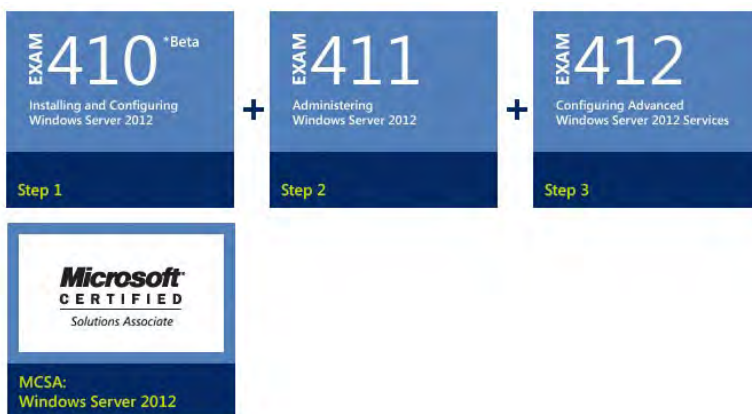 EXAM 410 *Beta
Installing and Configuring
Windows Server 2012
Step 1
+
EXAM 411
Administering
Windows Server 2012
Step 2
+
EXAM 412
Configuring Advanced
Windows Server 2012 Services
Step 3
Microsoft
CERTIFIED
Solutions Associate
MCSA:
Windows Server 2012